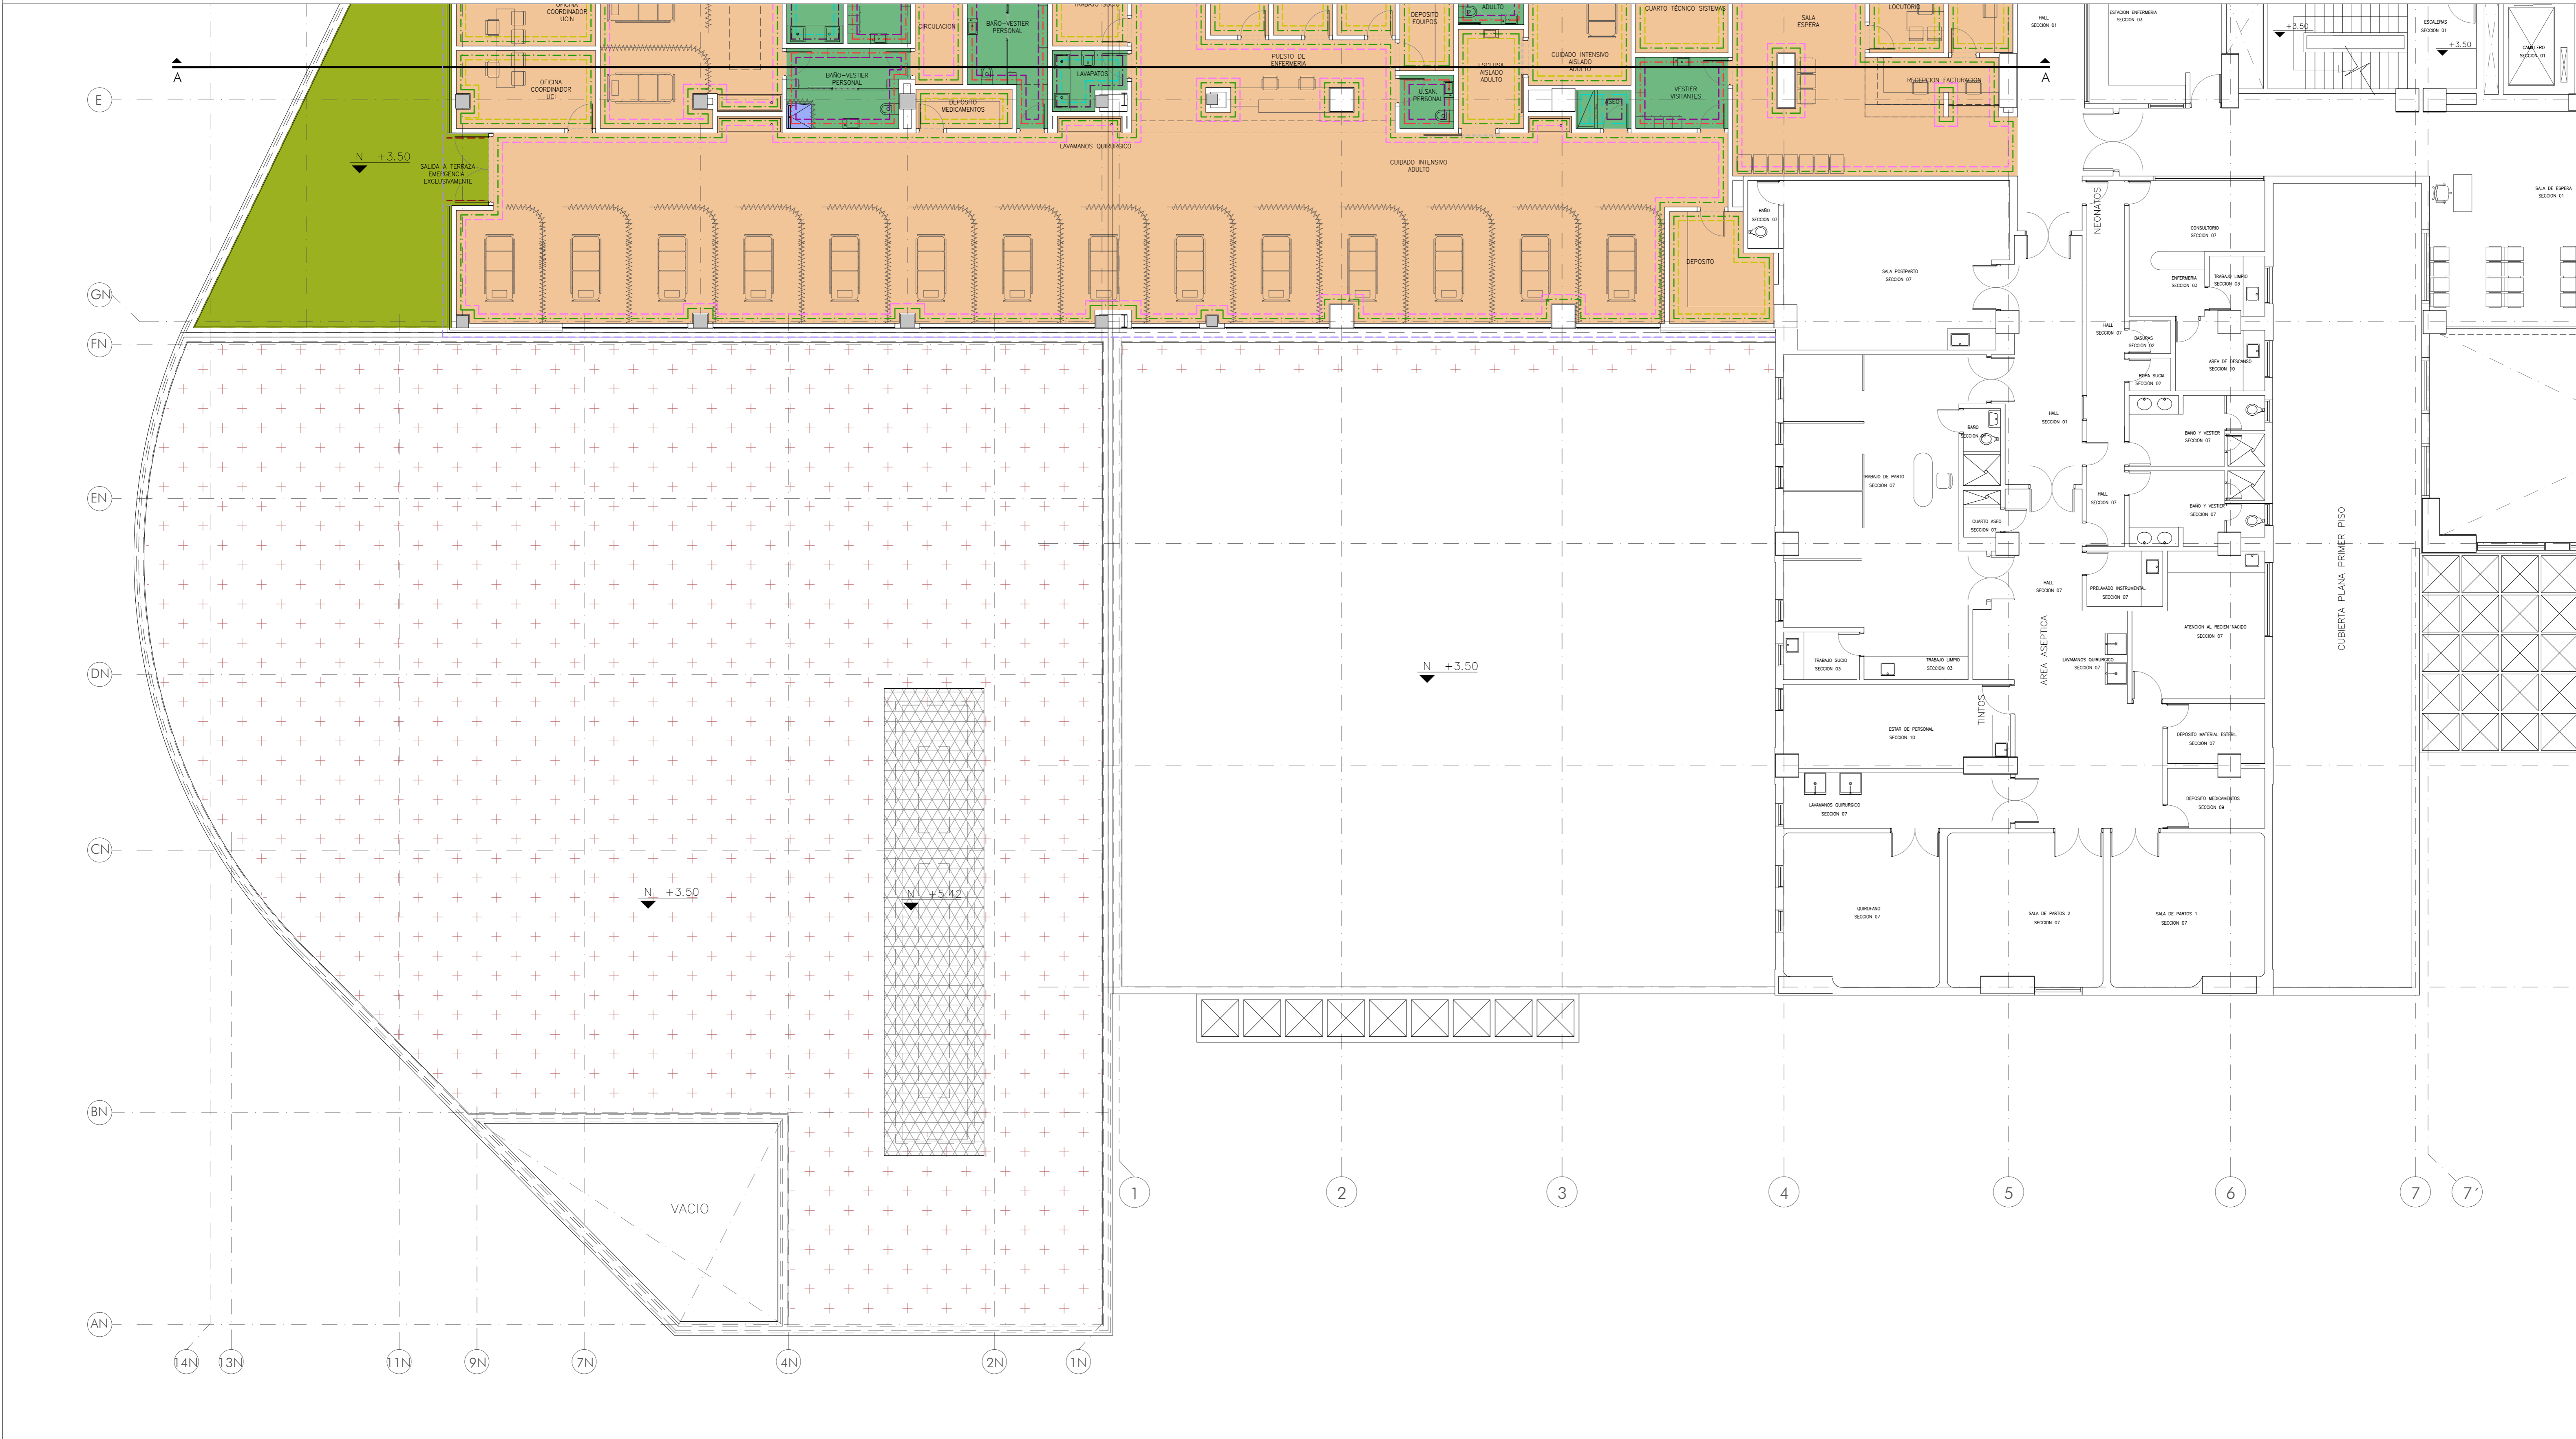 OFICINA
COORDINADOR
UCIN
CIRCULACION
BAÑO-VESTIER
PERSONAL
TRABAJO SUCIO
DEPOSITO
EQUIPOS
ADULTO
CUARTO TECNICO SISTEMAS
SALA
ESPERA
LOCUTORIO
HALL
SECCION 01
ESTACION ENFERMERIA
SECCION 03
+3.50
ESCALERAS
SECCION 01
+3.50
CAMILLERO
SECCION 01
A
A
E
OFICINA
COORDINADOR
UCI
BAÑO-VESTIER
PERSONAL
DEPOSITO
MEDICAMENTOS
LAVAPATOS
PUESTO DE
ENFERMERIA
U.SAN.
PERSONAL
ESCLUSA
AISLADO
ADULTO
CUIDADO INTENSIVO
AISLADO
ADULTO
ASEO
VESTIER
VISITANTES
RECEPCION FACTURACION
N +3.50
SALIDA A TERRAZA
EMERGENCIA
EXCLUSIVAMENTE
LAVAMANOS QUIRURGICO
CUIDADO INTENSIVO
ADULTO
DEPOSITO
BAÑO
SECCION 07
SALA POSTPARTO
SECCION 07
NEONATOS
CONSULTORIO
SECCION 07
ENFERMERIA
SECCION 03
TRABAJO LIMPIO
SECCION 03
SALA DE ESPERA
SECCION 01
GN
FN
HALL
SECCION 07
BASURAS
SECCION 02
AREA DE DESCANSO
SECCION 10
ROPA SUCIA
SECCION 02
HALL
SECCION 01
BAÑO
SECCION 07
BAÑO Y VESTIER
SECCION 07
TRABAJO DE PARTO
SECCION 07
EN
HALL
SECCION 07
BAÑO Y VESTIER
SECCION 07
CUARTO ASEO
SECCION 07
CUBIERTA PLANA PRIMER PISO
HALL
SECCION 07
PRELAVADO INSTRUMENTAL
SECCION 07
AREA ASEPTICA
ATENCION AL RECIEN NACIDO
SECCION 07
DN
N +3.50
TRABAJO SUCIO
SECCION 03
TRABAJO LIMPIO
SECCION 03
LAVAMANOS QUIRURGICO
SECCION 07
TINTOS
ESTAR DE PERSONAL
SECCION 10
DEPOSITO MATERIAL ESTERIL
SECCION 07
LAVAMANOS QUIRURGICO
SECCION 07
DEPOSITO MEDICAMENTOS
SECCION 09
CN
N +3.50
N +5.42
QUIROFANO
SECCION 07
SALA DE PARTOS 2
SECCION 07
SALA DE PARTOS 1
SECCION 07
BN
VACIO
1
2
3
4
5
6
7
7'
AN
14N
13N
11N
9N
7N
4N
2N
1N